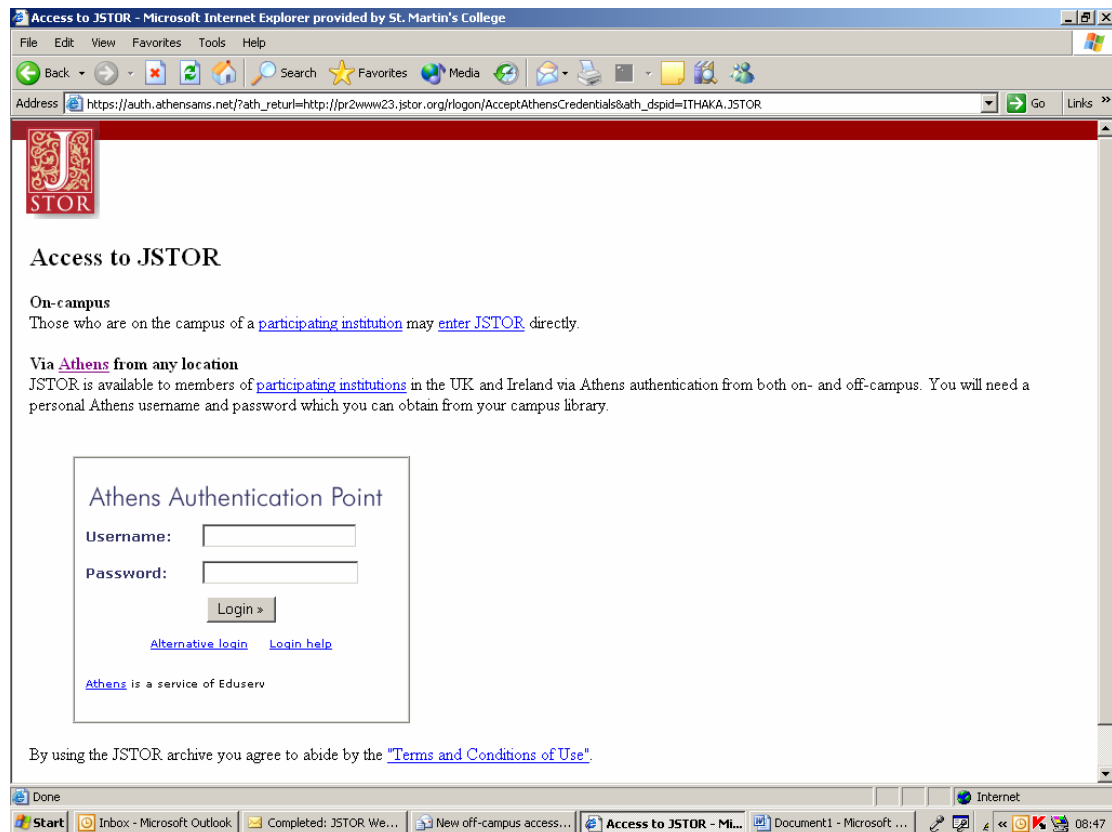 Access to JSTOR - Microsoft Internet Explorer provided by St. Martin's College
File Edit View Favorites Tools Help
Back Search Favorites Media
Address https://auth.athensams.net/?ath_returl=http://pr2www23.jstor.org/rlogon/AcceptAthensCredentials&ath_dspid=ITHAKA.JSTOR Go Links »
J
STOR
Access to JSTOR
On-campus
Those who are on the campus of a participating institution may enter JSTOR directly.
Via Athens from any location
JSTOR is available to members of participating institutions in the UK and Ireland via Athens authentication from both on- and off-campus. You will need a
personal Athens username and password which you can obtain from your campus library.
Athens Authentication Point
Username:
Password:
Login »
Alternative login Login help
Athens is a service of Eduserv
By using the JSTOR archive you agree to abide by the "Terms and Conditions of Use".
Done Internet
Start Inbox - Microsoft Outlook Completed: JSTOR We... New off-campus access... Access to JSTOR - Mi... Document1 - Microsoft ... « 08:47